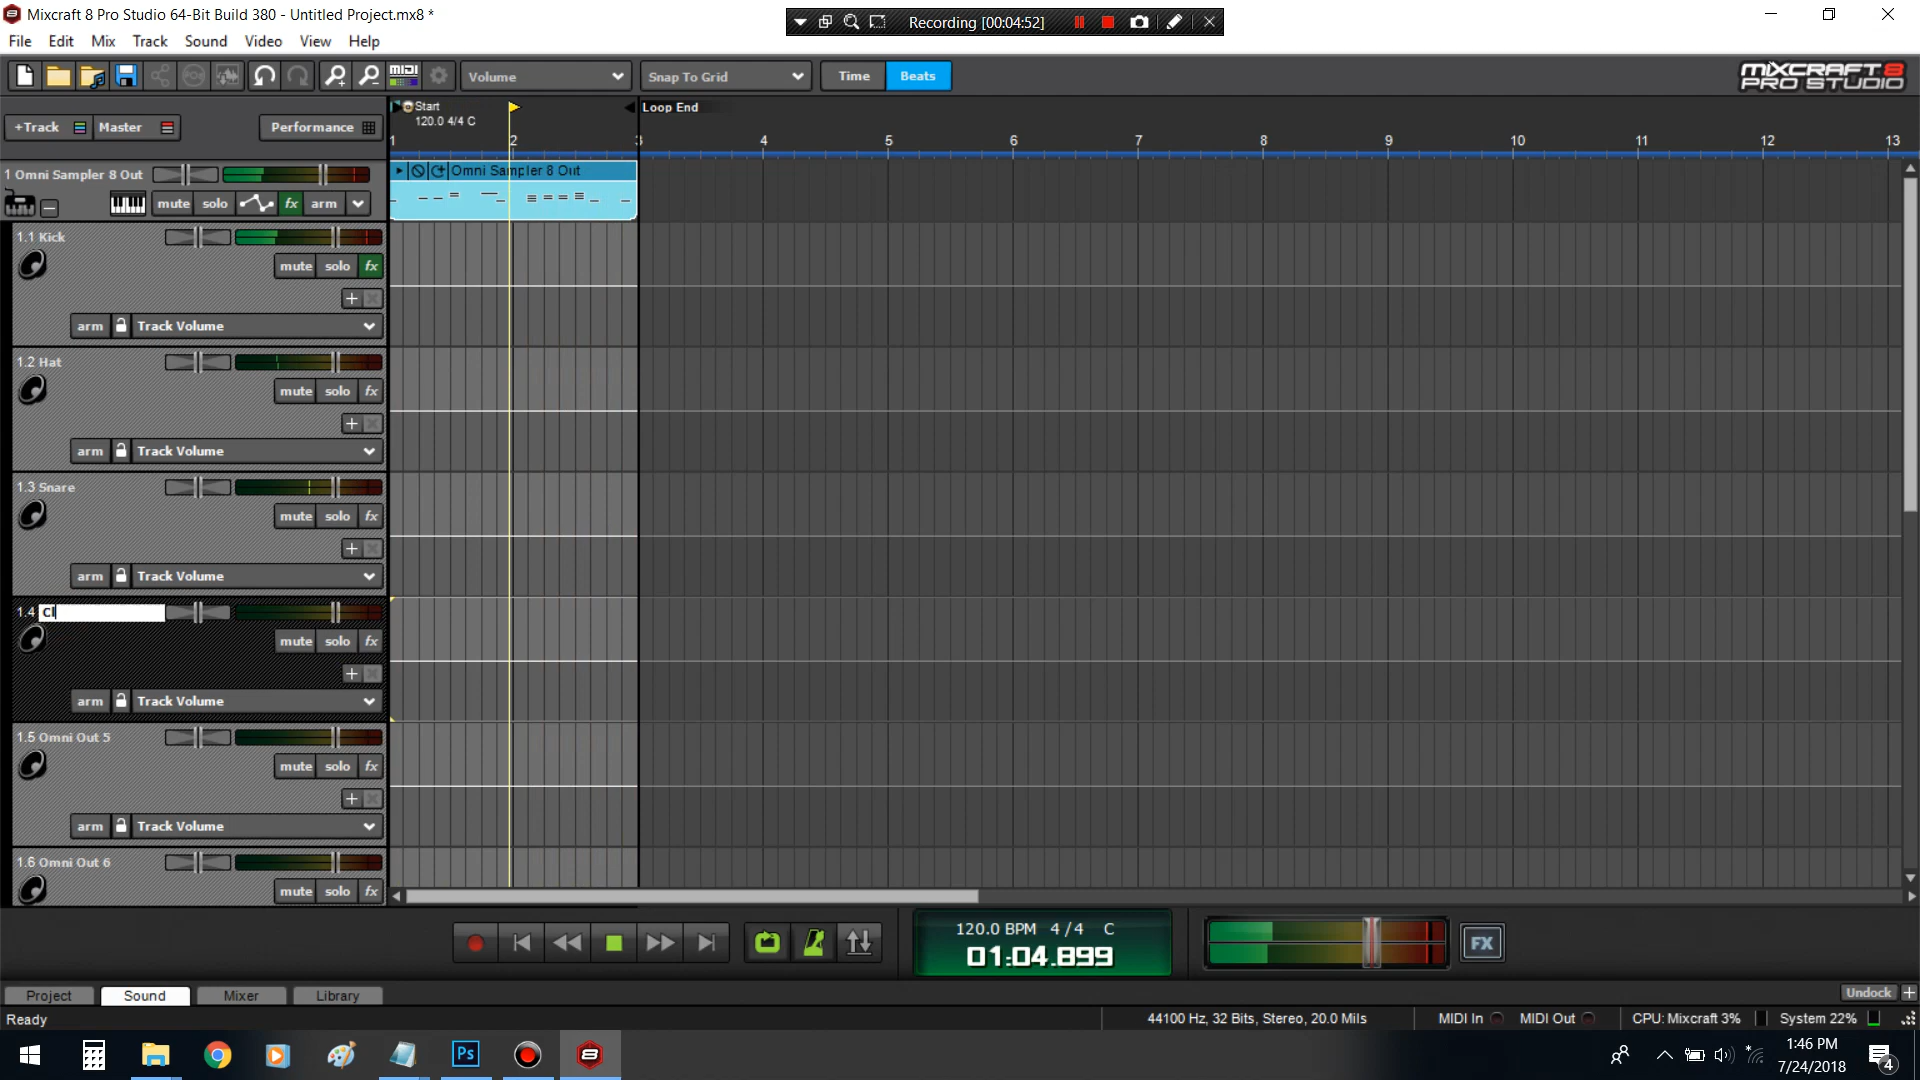 Mixcraft 8 Pro Studio 64-Bit Build 380 - Untitled Project.mx8 *
Recording [00:04:52]
File Edit Mix Track Sound Video View Help
MIDI
Volume
Snap To Grid
Time Beats
MIXCRAFT 8
PRO STUDIO
+Track Master Performance
Start
120.0 4/4 C
Loop End
1 2 3 4 5 6 7 8 9 10 11 12 13
1 Omni Sampler 8 Out
mute solo fx arm
Omni Sampler 8 Out
1.1 Kick
mute solo fx
arm Track Volume
1.2 Hat
mute solo fx
arm Track Volume
1.3 Snare
mute solo fx
arm Track Volume
1.4 Cl
mute solo fx
arm Track Volume
1.5 Omni Out 5
mute solo fx
arm Track Volume
1.6 Omni Out 6
mute solo fx
120.0 BPM 4/4 C
01:04.899
FX
Project Sound Mixer Library
Undock
Ready
44100 Hz, 32 Bits, Stereo, 20.0 Mils
MIDI In MIDI Out
CPU: Mixcraft 3% System 22%
Ps
8
1:46 PM
7/24/2018
4